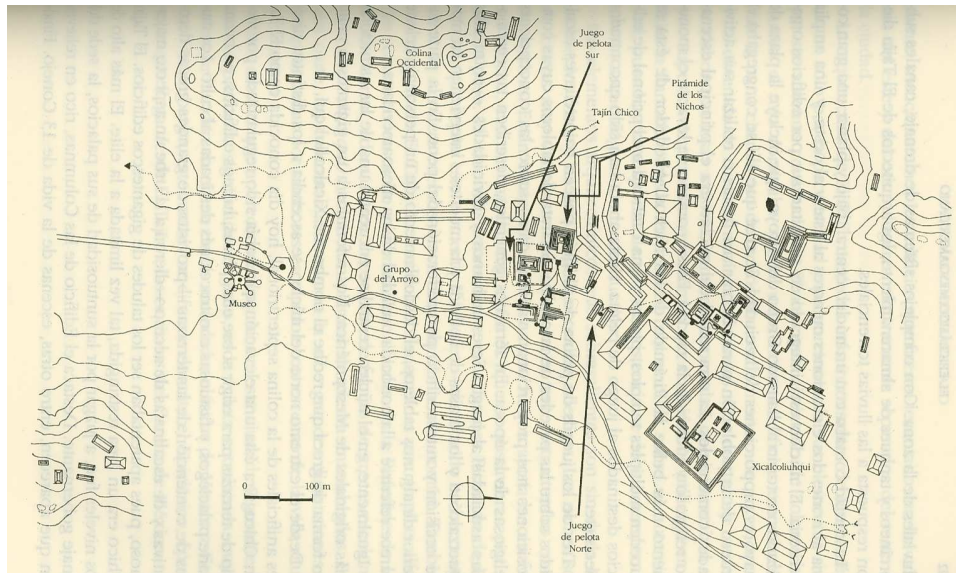 Juego
de pelota
Sur
Colina
Occidental
Pirámide
de los
Nichos
Tajín Chico
Grupo
del Arroyo
Museo
Xicalcoliuhqui
0 100 m
Juego
de pelota
Norte